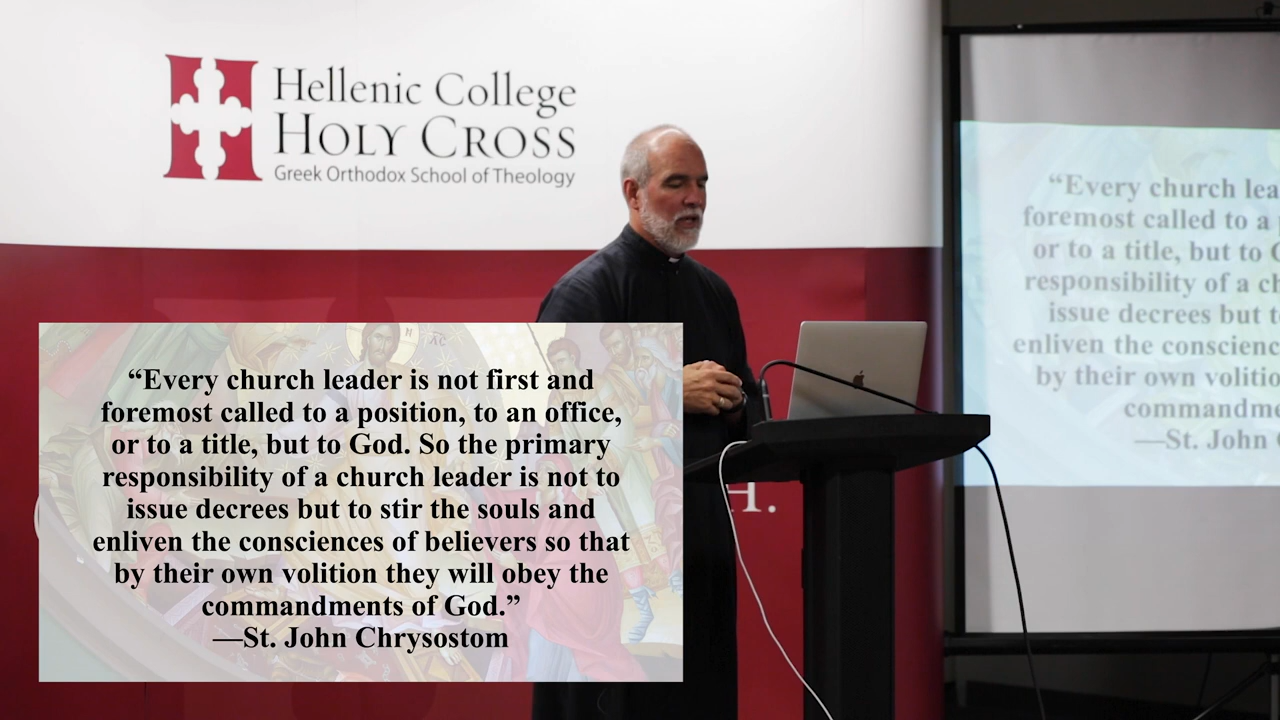 Hellenic College
HOLY CROSS
Greek Orthodox School of Theology
“Every church leader is not first and
foremost called to a position, to an office,
or to a title, but to God. So the primary
responsibility of a church leader is not to
issue decrees but to stir the souls and
enliven the consciences of believers so that
by their own volition they will obey the
commandments of God.”
—St. John Chrysostom
H.
“Every church lea
foremost called to a
or to a title, but to G
responsibility of a ch
issue decrees but t
enliven the conscienc
by their own volitio
commandme
—St. John